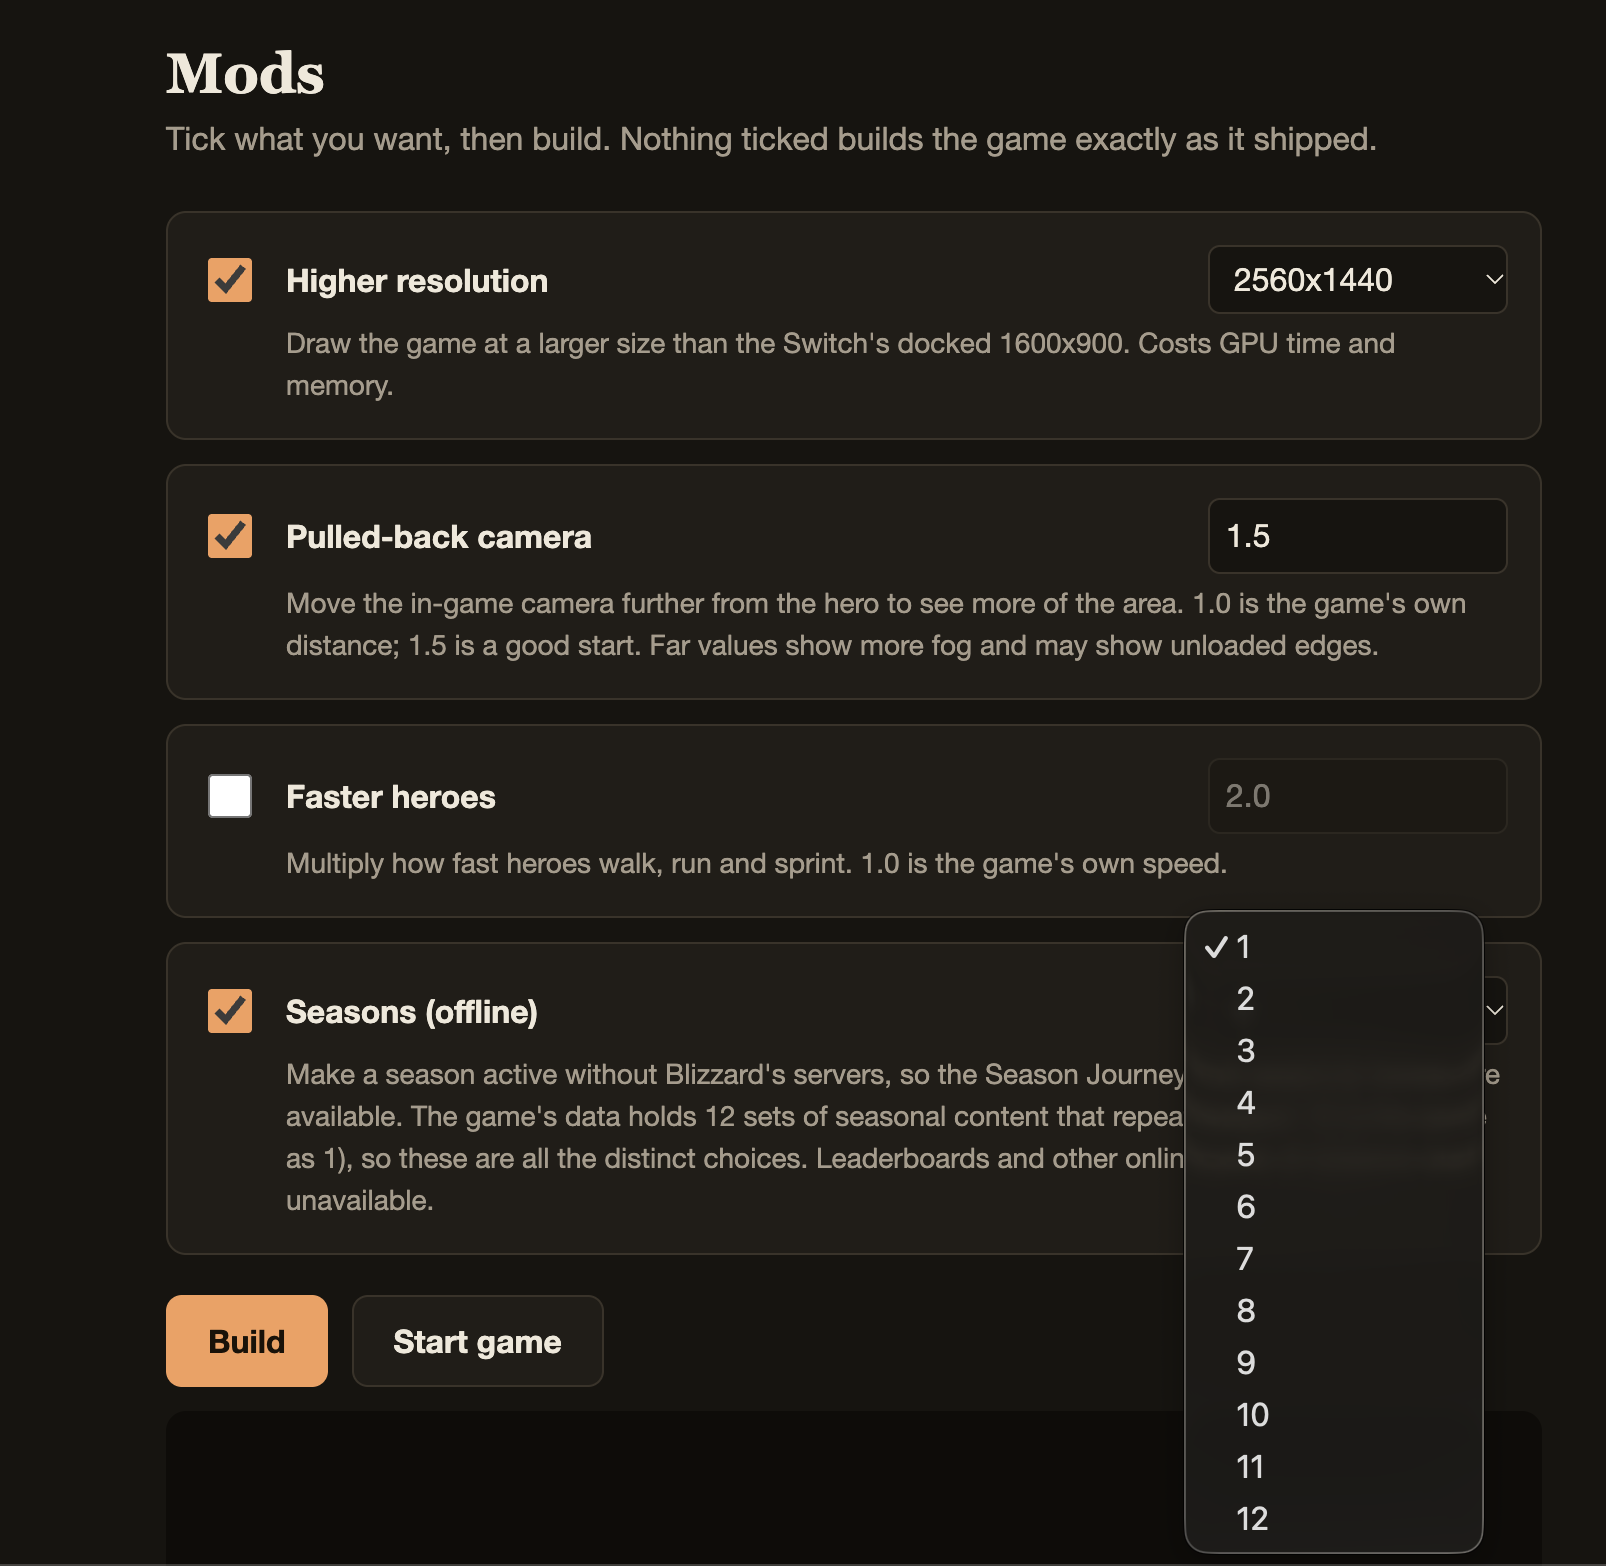 Mods
Tick what you want, then build. Nothing ticked builds the game exactly as it shipped.
Higher resolution
2560x1440
Draw the game at a larger size than the Switch's docked 1600x900. Costs GPU time and
memory.
Pulled-back camera
1.5
Move the in-game camera further from the hero to see more of the area. 1.0 is the game's own
distance; 1.5 is a good start. Far values show more fog and may show unloaded edges.
Faster heroes
2.0
Multiply how fast heroes walk, run and sprint. 1.0 is the game's own speed.
Seasons (offline)
Make a season active without Blizzard's servers, so the Season Journey
available. The game's data holds 12 sets of seasonal content that
as 1), so these are all the distinct choices. Leaderboards and other
unavailable.
1
2
3
4
5
6
7
8
9
10
11
12
Build
Start game